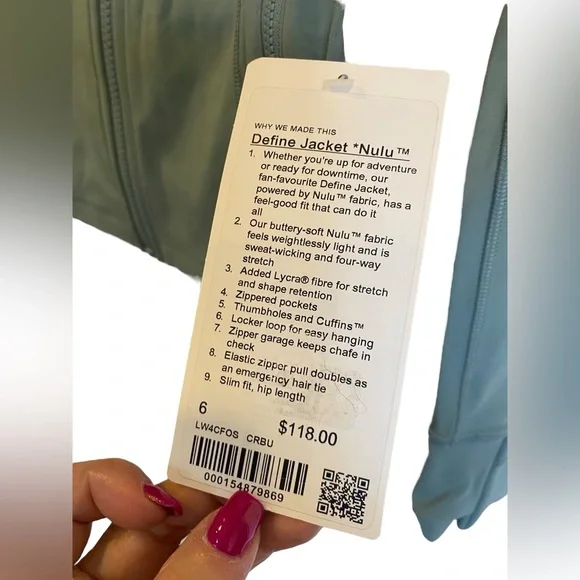 WHY WE MADE THIS
Define Jacket *Nulu™
1. Whether you're up for adventure
or ready for downtime, our
fan-favourite Define Jacket,
powered by Nulu™ fabric, has a
feel-good fit that can do it
all
2. Our buttery-soft Nulu™ fabric
feels weightlessly light and is
sweat-wicking and four-way
stretch
3. Added Lycra® fibre for stretch
and shape retention
4. Zippered pockets
5. Thumbholes and Cuffins™
6. Locker loop for easy hanging
7. Zipper garage keeps chafe in
check
8. Elastic zipper pull doubles as
an emergency hair tie
9. Slim fit, hip length
6 $118.00
LW4CFOS CRBU
000154879869